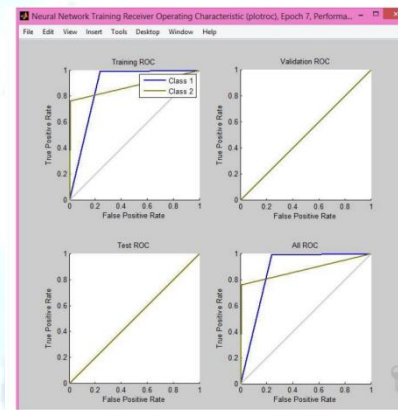 Neural Network Training Receiver Operating Characteristic (plotroc), Epoch 7, Performa...
File Edit View Insert Tools Desktop Window Help
Training ROC
Class 1
Class 2
True Positive Rate
1
0.8
0.6
0.4
0.2
0
0 0.2 0.4 0.6 0.8 1
False Positive Rate
Validation ROC
True Positive Rate
1
0.8
0.6
0.4
0.2
0
0 0.2 0.4 0.6 0.8 1
False Positive Rate
Test ROC
True Positive Rate
1
0.8
0.6
0.4
0.2
0
0 0.2 0.4 0.6 0.8 1
False Positive Rate
All ROC
True Positive Rate
1
0.8
0.6
0.4
0.2
0
0 0.2 0.4 0.6 0.8 1
False Positive Rate